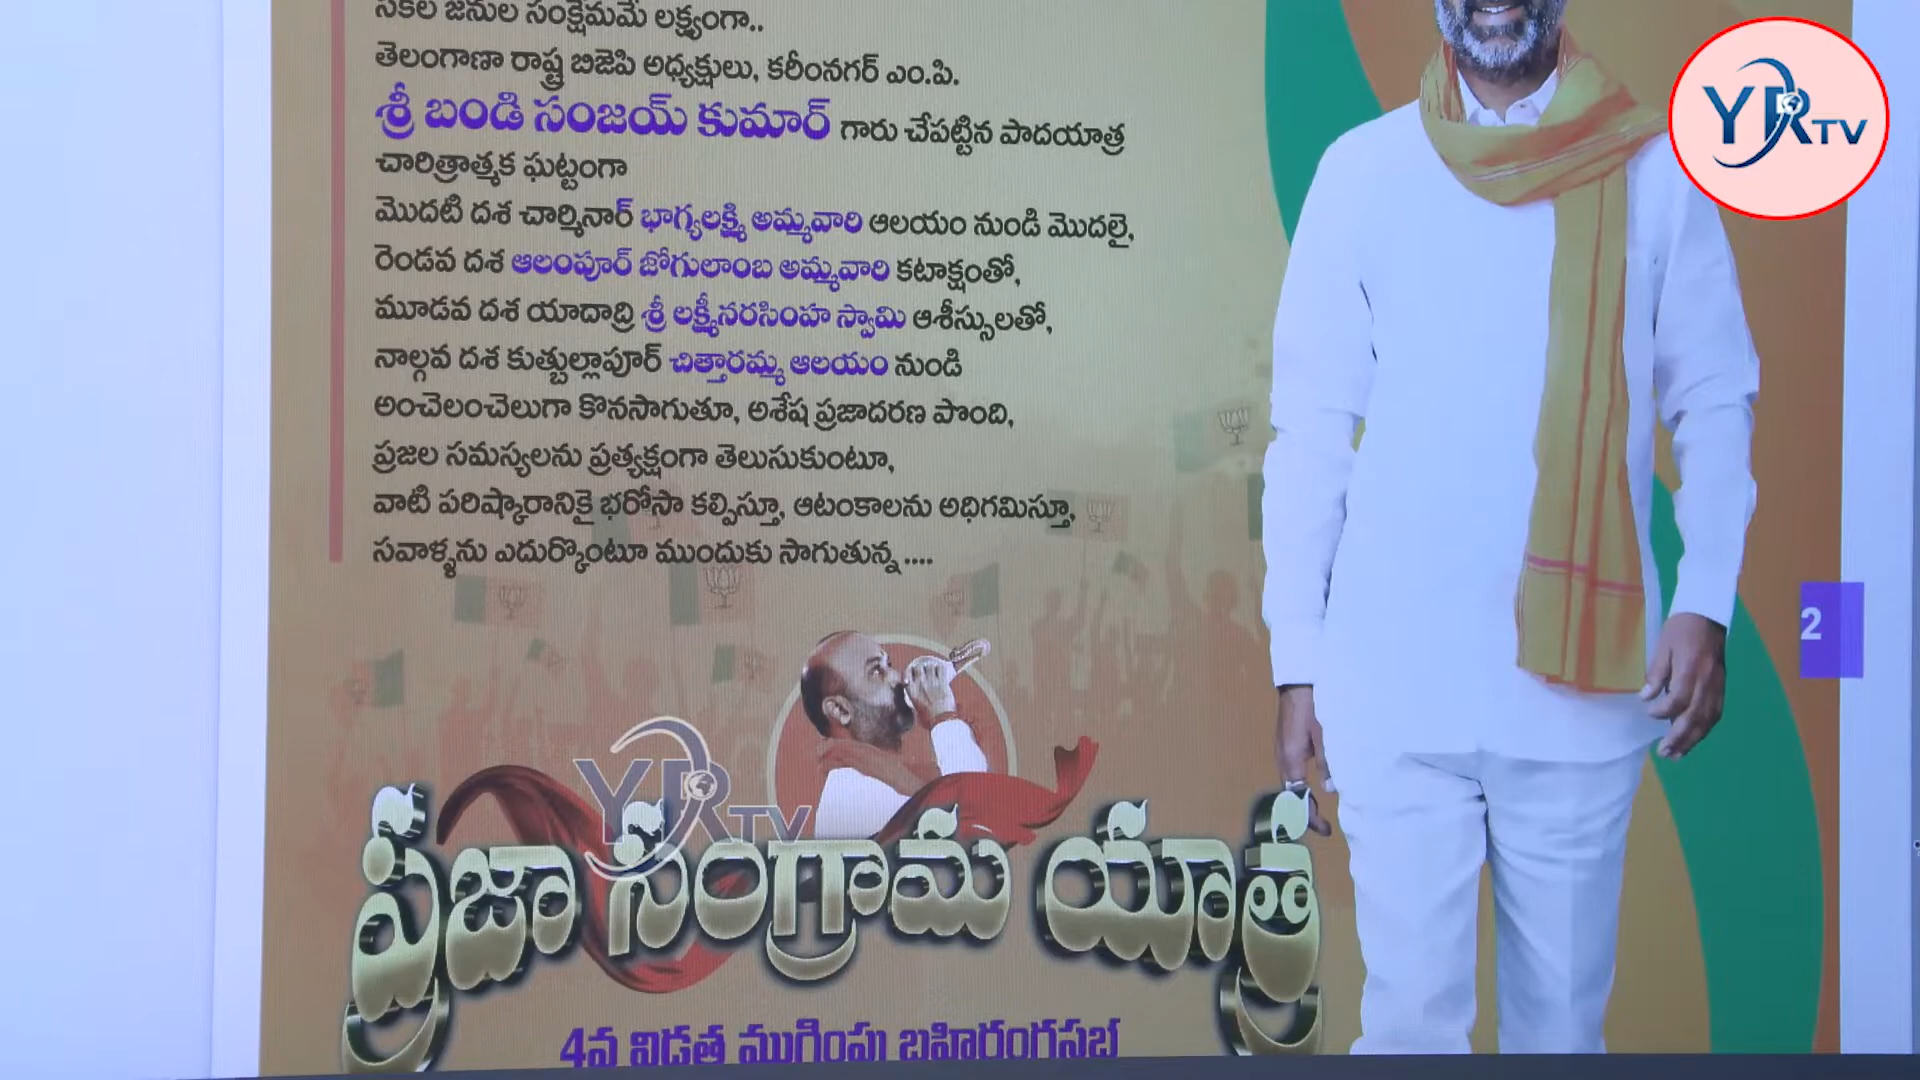 సకల జనుల సంక్షేమమే లక్ష్యంగా..
తెలంగాణా రాష్ట్ర బిజెపి అధ్యక్షులు, కరీంనగర్ ఎం.పి.
శ్రీ బండి సంజయ్ కుమార్ గారు చేపట్టిన పాదయాత్ర
చారిత్రాత్మక ఘట్టంగా
మొదటి దశ చార్మినార్ భాగ్యలక్ష్మి అమ్మవారి ఆలయం నుండి మొదలై,
రెండవ దశ ఆలంపూర్ జోగులాంబ అమ్మవారి కటాక్షంతో,
మూడవ దశ యాదాద్రి శ్రీ లక్ష్మీనరసింహ స్వామి ఆశీస్సులతో,
నాల్గవ దశ కుత్బుల్లాపూర్ చిత్తారమ్మ ఆలయం నుండి
అంచెలంచెలుగా కొనసాగుతూ, అశేష ప్రజాదరణ పొంది,
ప్రజల సమస్యలను ప్రత్యక్షంగా తెలుసుకుంటూ,
వాటి పరిష్కారానికై భరోసా కల్పిస్తూ, ఆటంకాలను అధిగమిస్తూ,
సవాళ్ళను ఎదుర్కొంటూ ముందుకు సాగుతున్న....
ప్రజా సంగ్రామ యాత్ర
4వ విడత ముగింపు బహిరంగసభ
YR TV
YR TV
2